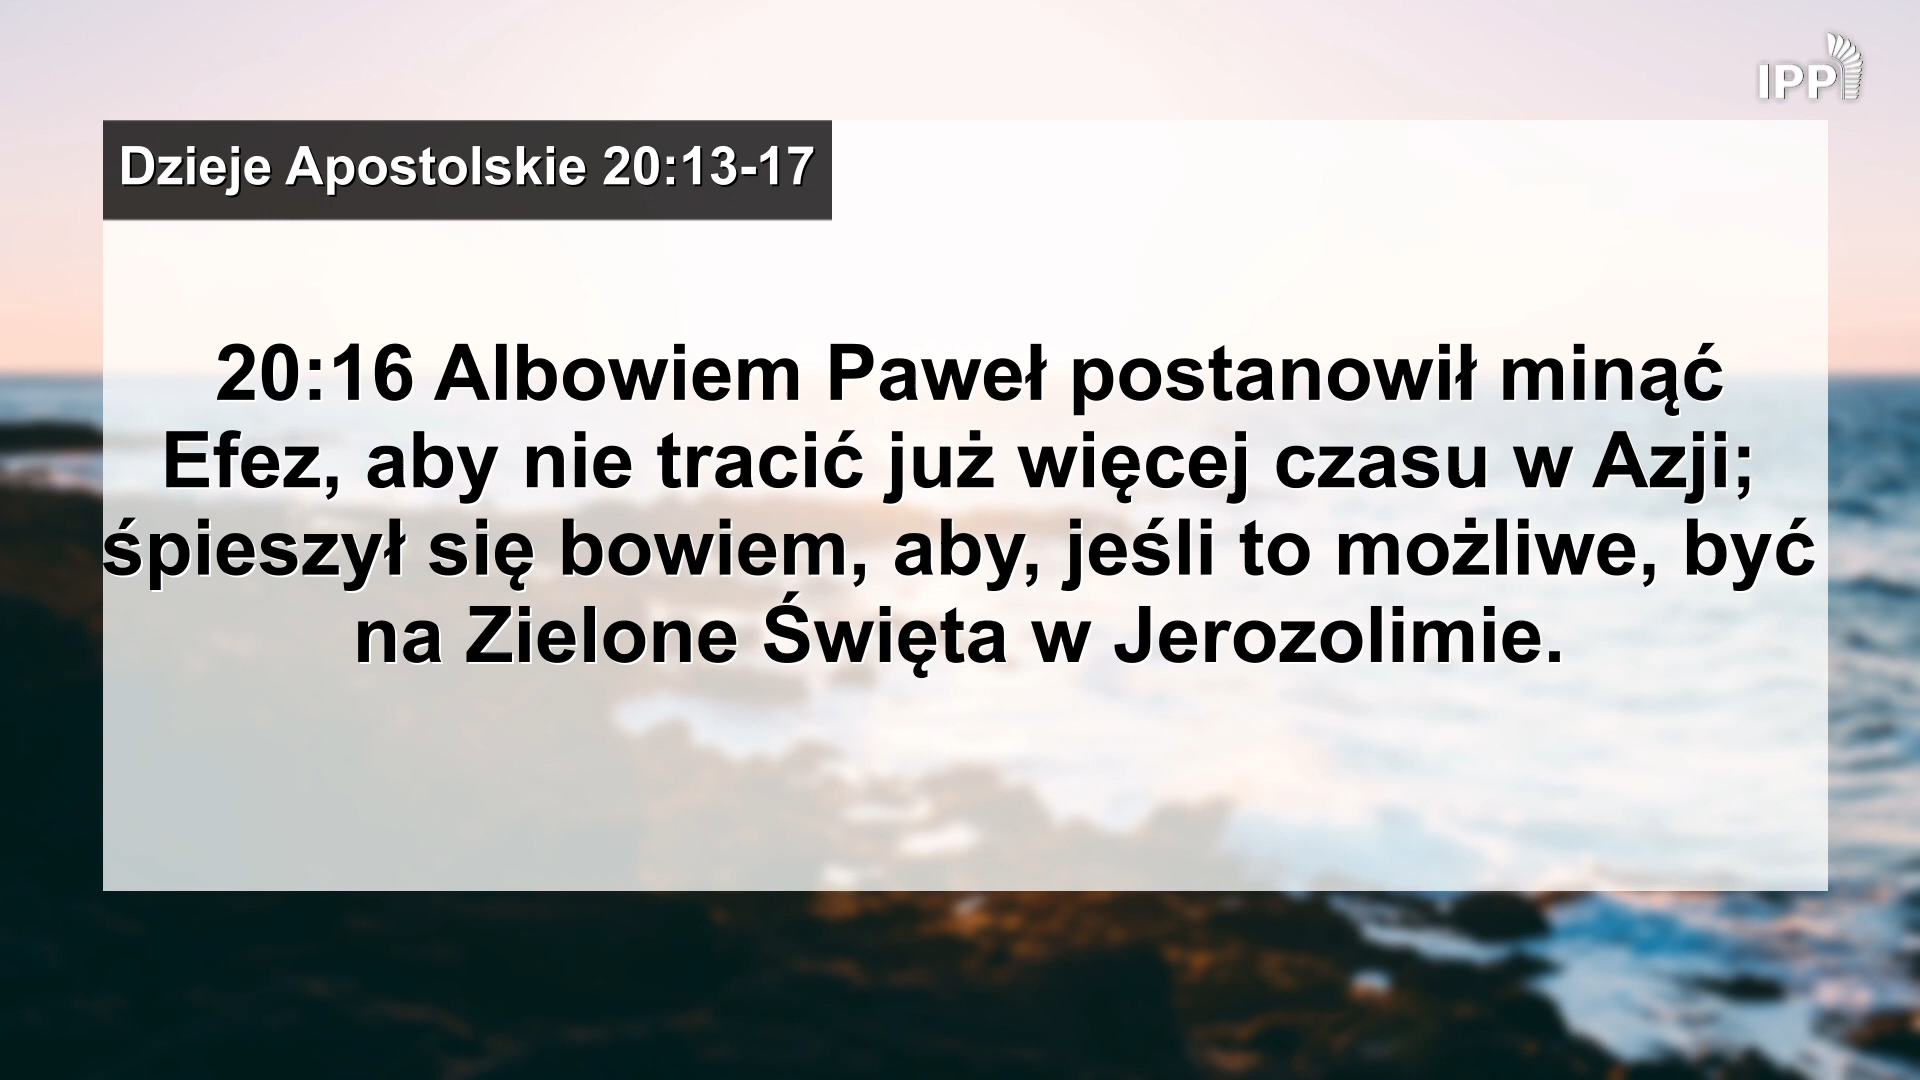 IPP
Dzieje Apostolskie 20:13-17
20:16 Albowiem Paweł postanowił minąć
Efez, aby nie tracić już więcej czasu w Azji;
śpieszył się bowiem, aby, jeśli to możliwe, być
na Zielone Święta w Jerozolimie.